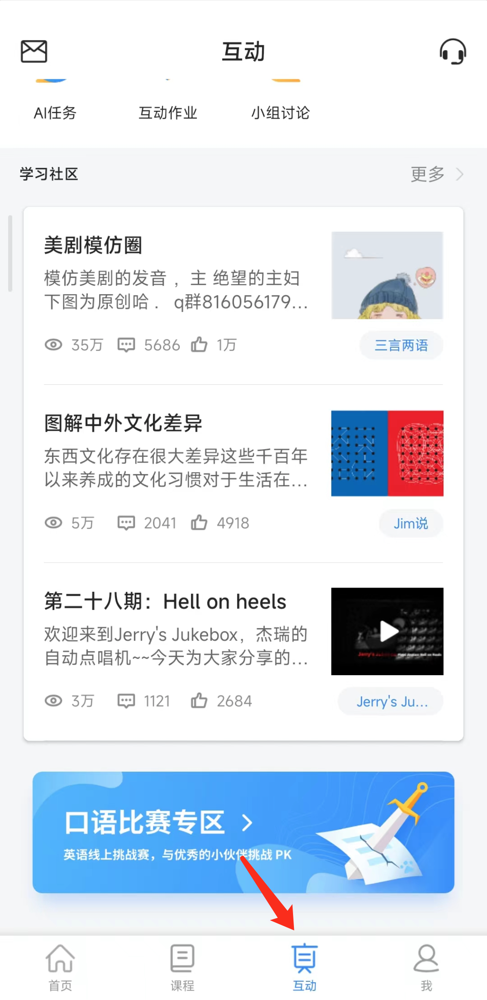 互动
AI任务
互动作业
小组讨论
学习社区
更多
美剧模仿圈
模仿美剧的发音，主 绝望的主妇
下图为原创哈． q群816056179...
35万
5686
1万
三言两语
图解中外文化差异
东西文化存在很大差异这些千百年
以来养成的文化习惯对于生活在...
5万
2041
4918
Jim说
第二十八期：Hell on heels
欢迎来到Jerry's Jukebox，杰瑞的
自动点唱机~~今天为大家分享的...
3万
1121
2684
Jerry's Ju...
口语比赛专区
英语线上挑战赛，与优秀的小伙伴挑战 PK
首页
课程
互动
我